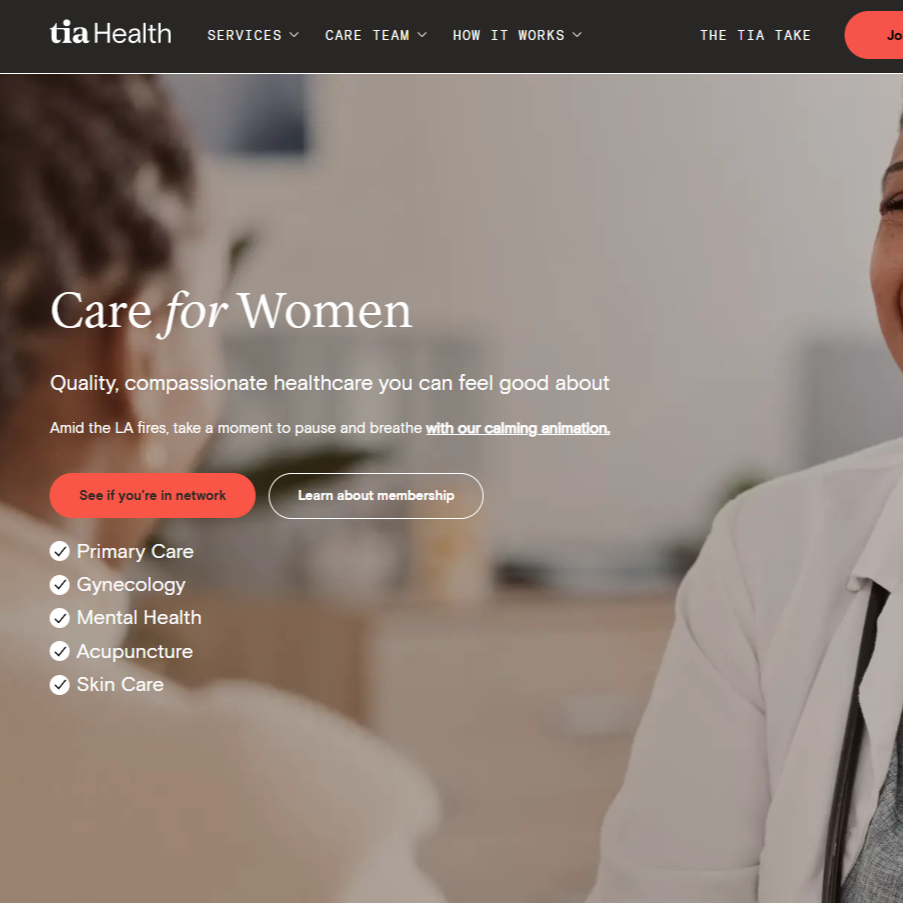 tia Health
SERVICES
CARE TEAM
HOW IT WORKS
THE TIA TAKE
Care for Women
Quality, compassionate healthcare you can feel good about
Amid the LA fires, take a moment to pause and breathe with our calming animation.
See if you're in network
Learn about membership
Primary Care
Gynecology
Mental Health
Acupuncture
Skin Care